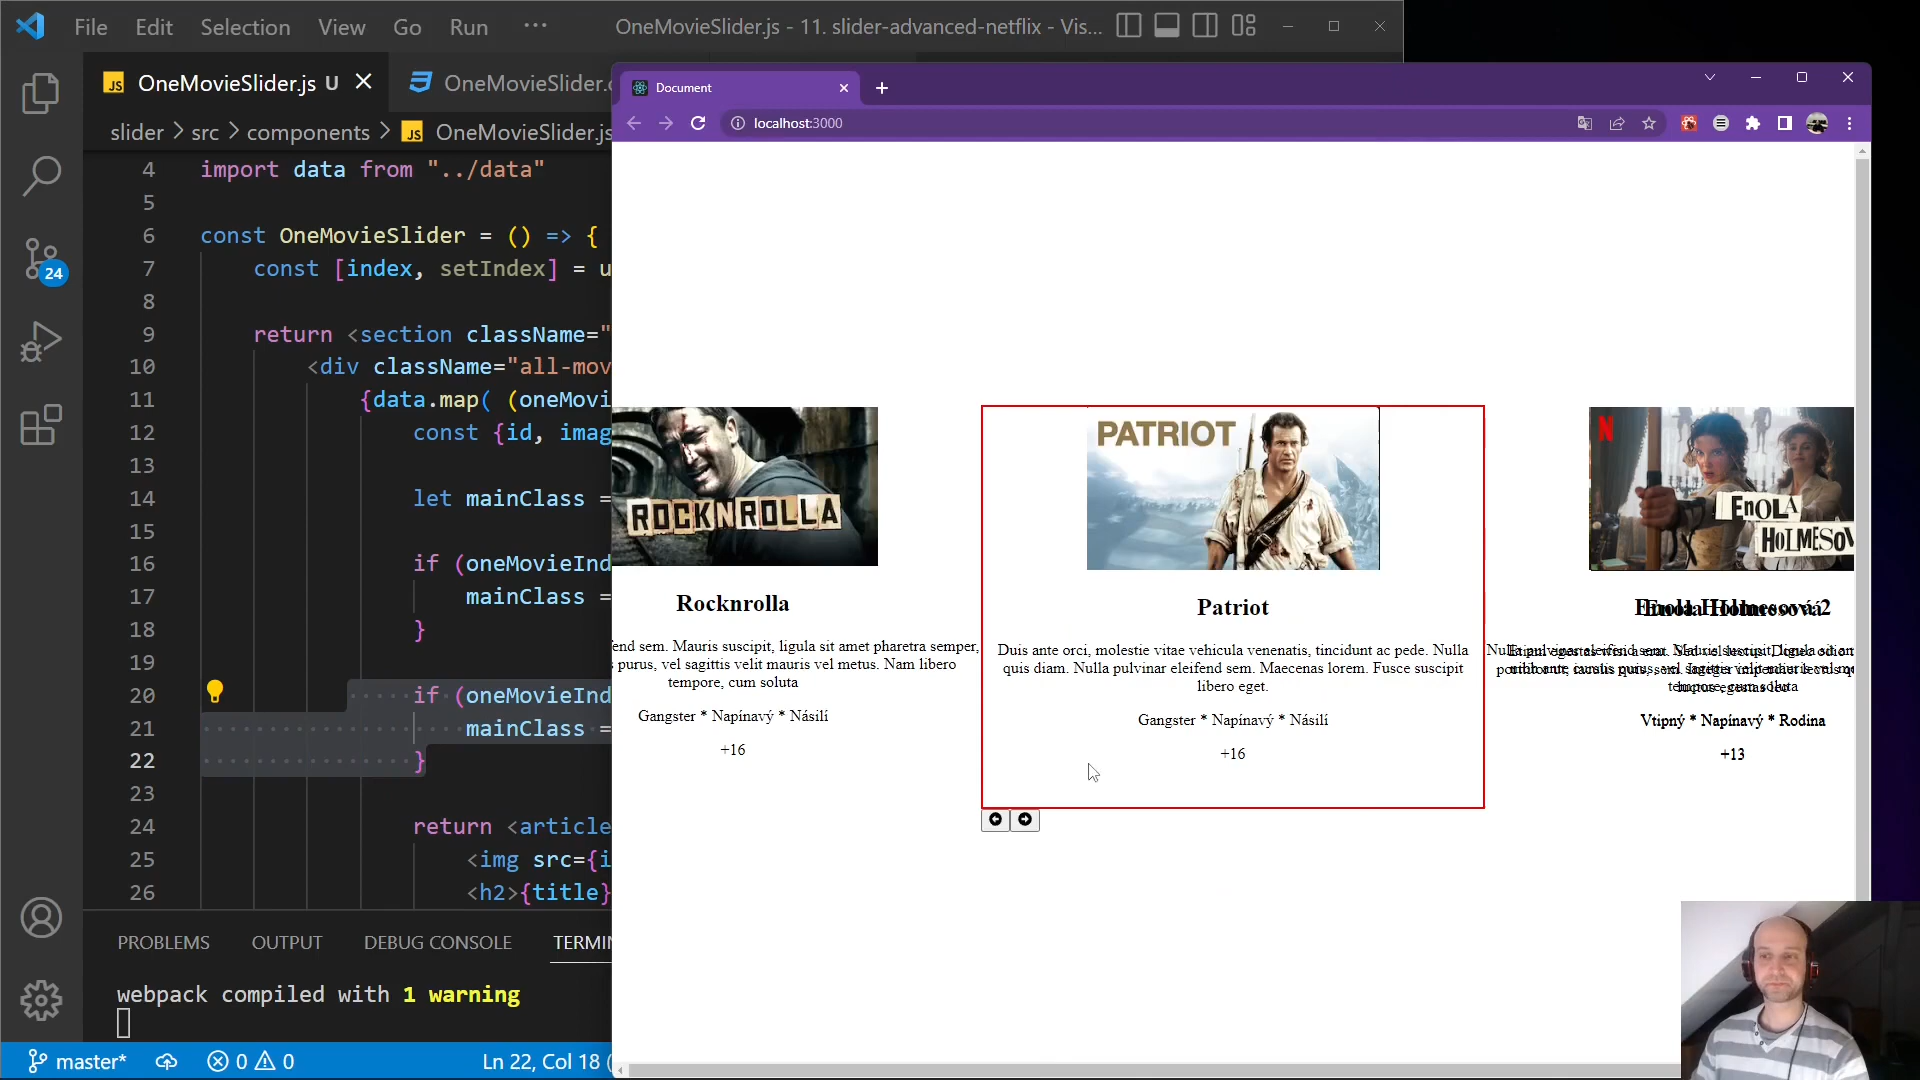 File Edit Selection View Go Run ··· OneMovieSlider.js - 11. slider-advanced-netflix - Vis...
JS OneMovieSlider.js U OneMovieSlider.c
slider > src > components > JS OneMovieSlider.js
4 import data from "../data"
5
6 const OneMovieSlider = () => {
7 const [index, setIndex] = u
8
9 return <section className="
10 <div className="all-mov
11 {data.map( (oneMovi
12 const {id, imag
13
14 let mainClass =
15
16 if (oneMovieInd
17 mainClass =
18 }
19
20 if (oneMovieInd
21 mainClass =
22 }
23
24 return <article
25 <img src={i
26 <h2>{title}
24
PROBLEMS OUTPUT DEBUG CONSOLE TERMIN
webpack compiled with 1 warning
master* 0 0 Ln 22, Col 18 (
Document
localhost:3000
ROCKNROLLA
Rocknrolla
end sem. Mauris suscipit, ligula sit amet pharetra semper,
purus, vel sagittis velit mauris vel metus. Nam libero
tempore, cum soluta
Gangster * Napínavý * Násilí
+16
PATRIOT
Patriot
Duis ante orci, molestie vitae vehicula venenatis, tincidunt ac pede. Nulla
quis diam. Nulla pulvinar eleifend sem. Maecenas lorem. Fusce suscipit
libero eget.
Gangster * Napínavý * Násilí
+16
N
ENOLA
HOLMESOV
Vtipný * Napínavý * Rodina
+13